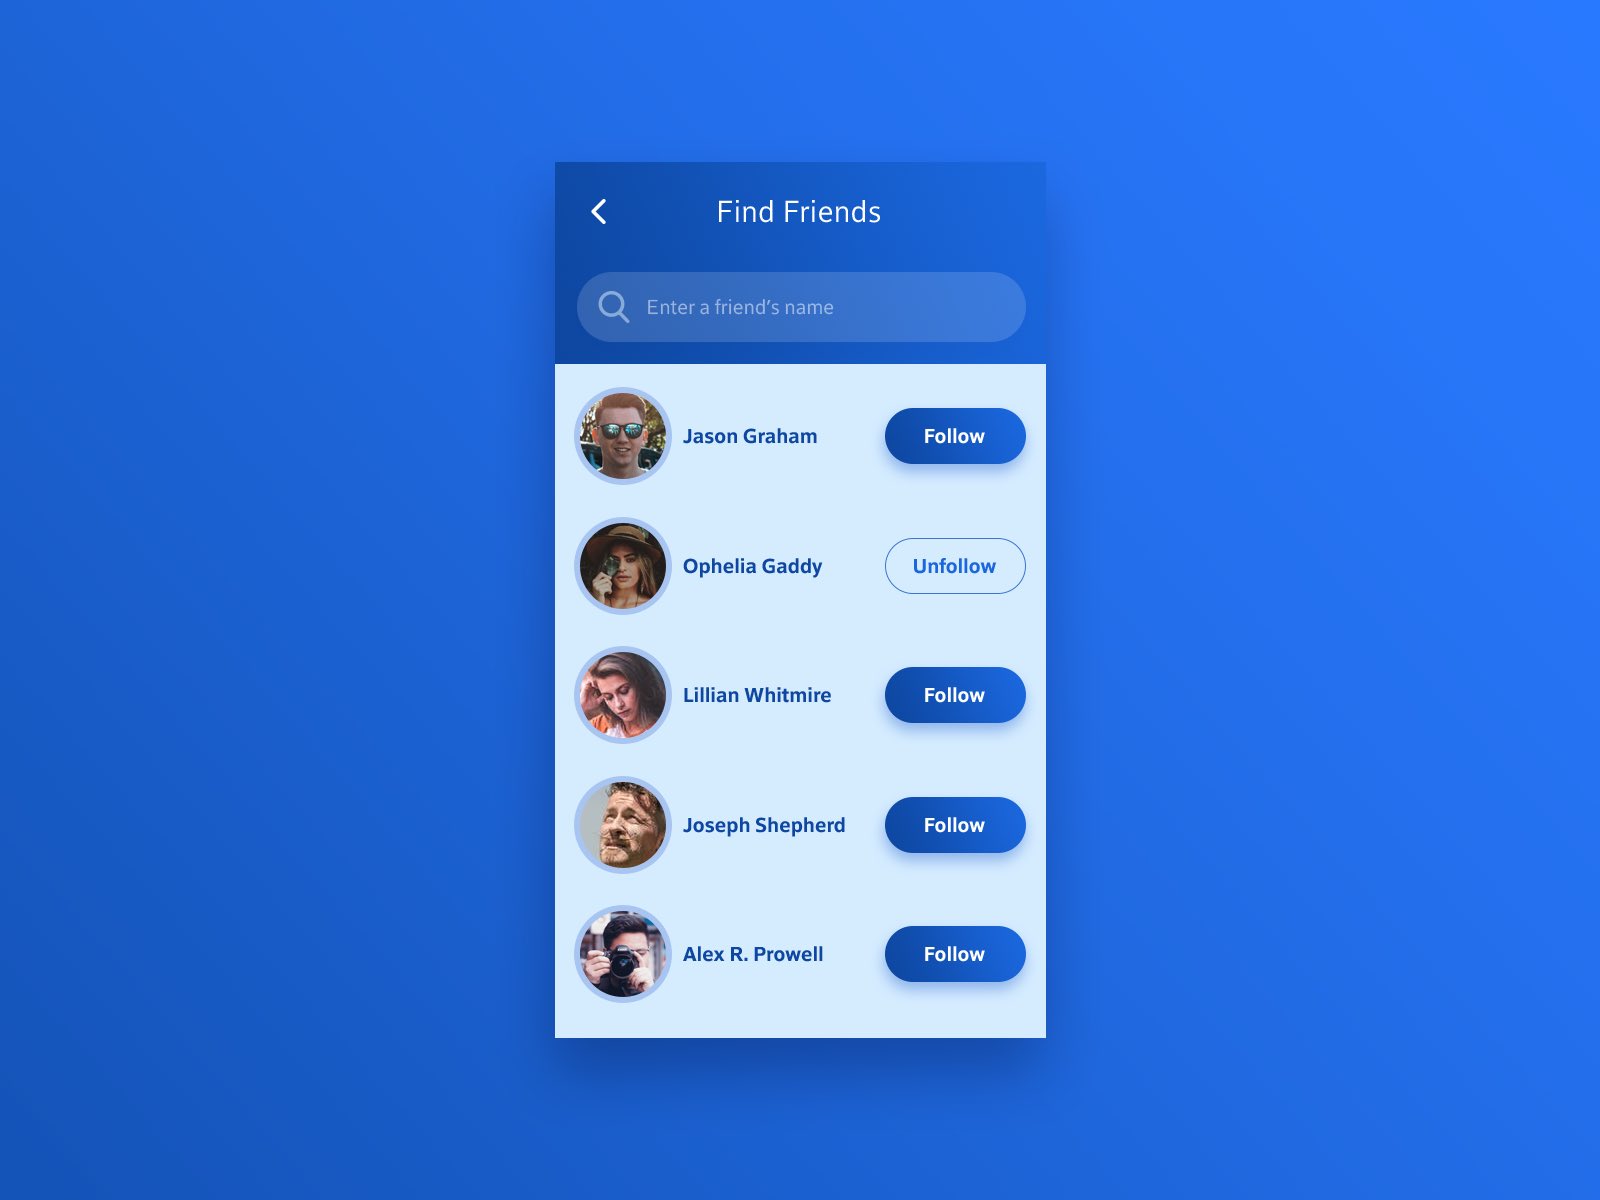 Find Friends
Enter a friend’s name
Jason Graham
Follow
Ophelia Gaddy
Unfollow
Lillian Whitmire
Follow
Joseph Shepherd
Follow
Alex R. Prowell
Follow